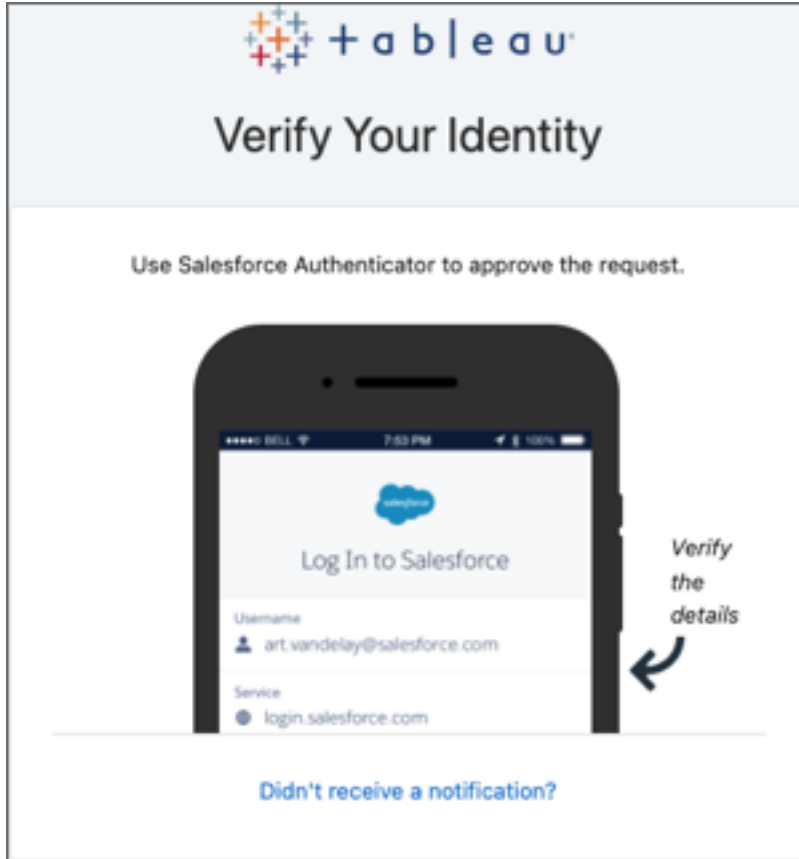 + a b l e a u
Verify Your Identity
Use Salesforce Authenticator to approve the request.
BELL 7:53 PM 100%
salesforce
Log In to Salesforce
Verify
the
details
Username
art.vandelay@salesforce.com
Service
login.salesforce.com
Didn't receive a notification?